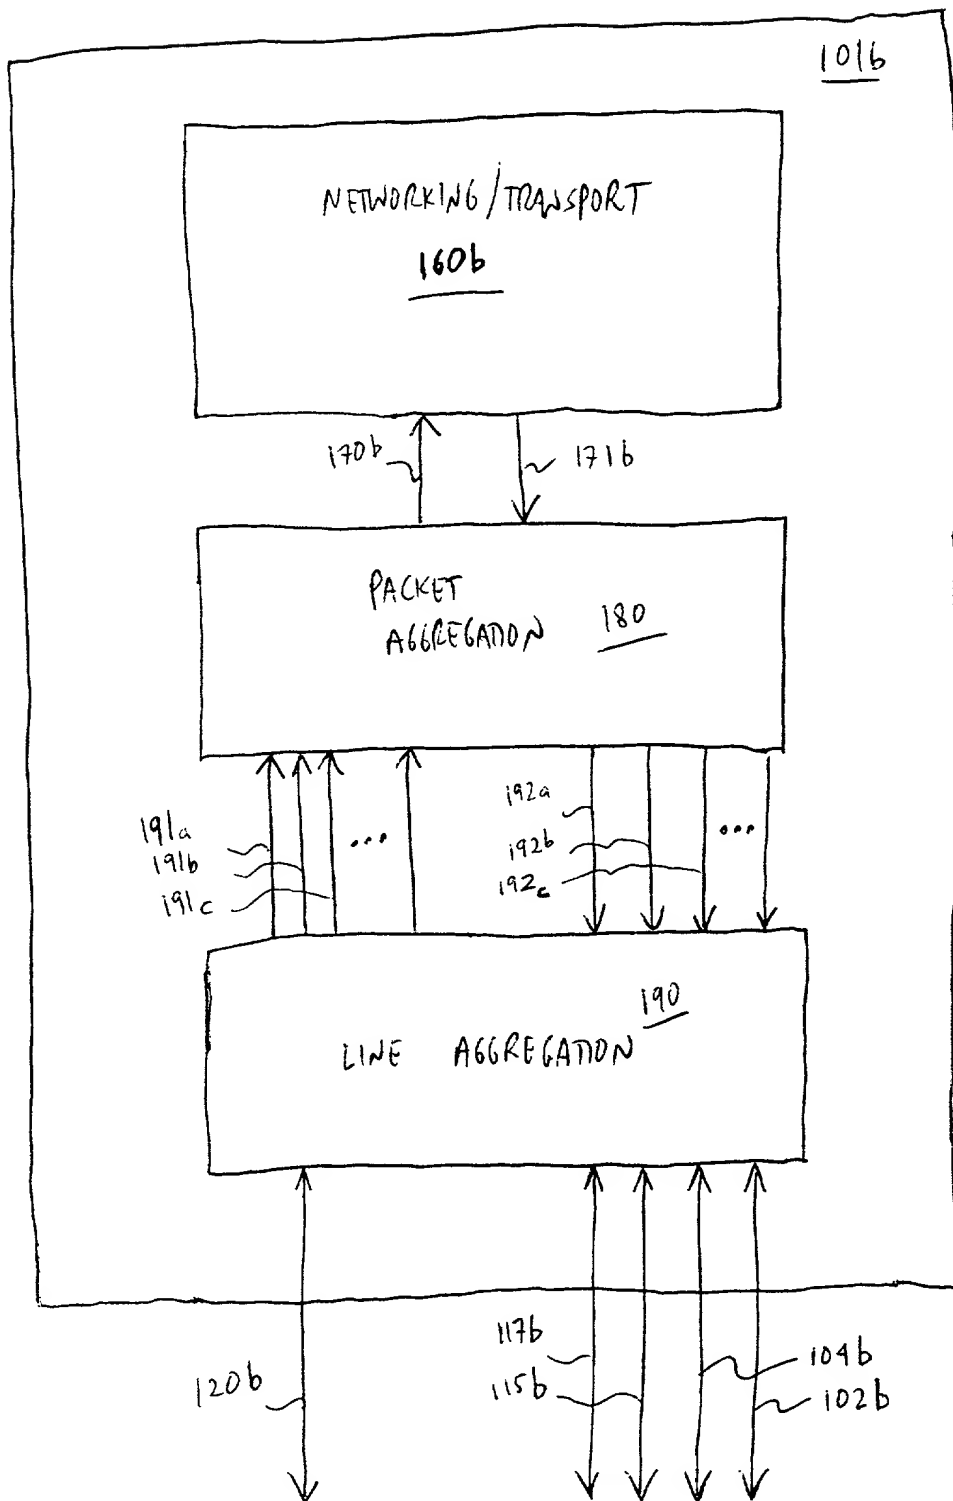 101b
NETWORKING/TRANSPORT
160b
170b
171b
PACKET
AGGREGATION 180
191a
191b
191c
...
192a
192b
192c
...
190
LINE AGGREGATION
120b
117b
115b
104b
102b